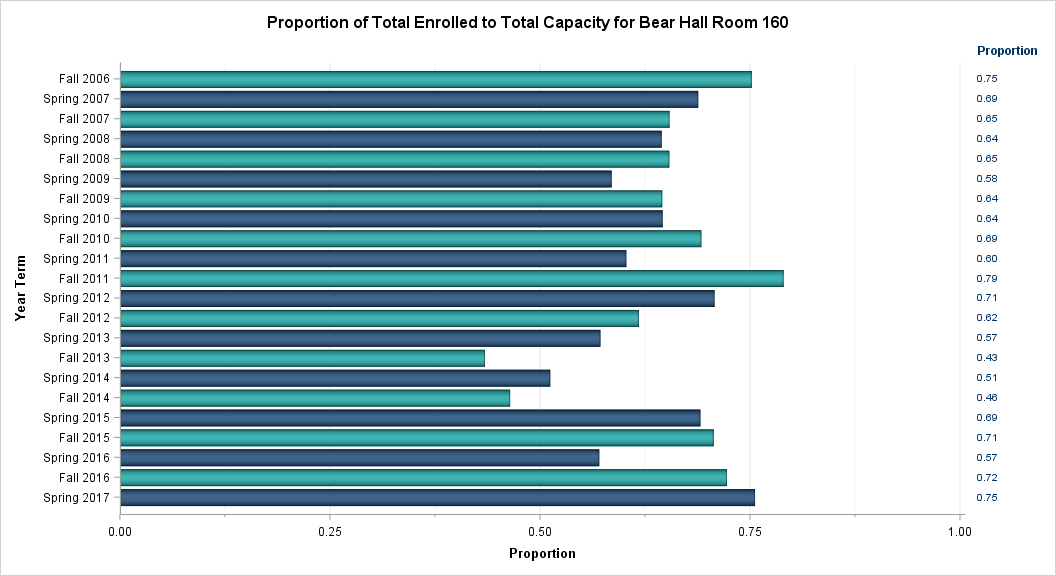 Proportion of Total Enrolled to Total Capacity for Bear Hall Room 160
Proportion
Fall 2006 0.75
Spring 2007 0.69
Fall 2007 0.65
Spring 2008 0.64
Fall 2008 0.65
Spring 2009 0.58
Fall 2009 0.64
Spring 2010 0.64
Fall 2010 0.69
Spring 2011 0.60
Fall 2011 0.79
Spring 2012 0.71
Fall 2012 0.62
Spring 2013 0.57
Fall 2013 0.43
Spring 2014 0.51
Fall 2014 0.46
Spring 2015 0.69
Fall 2015 0.71
Spring 2016 0.57
Fall 2016 0.72
Spring 2017 0.75
Year Term
0.00 0.25 0.50 0.75 1.00
Proportion